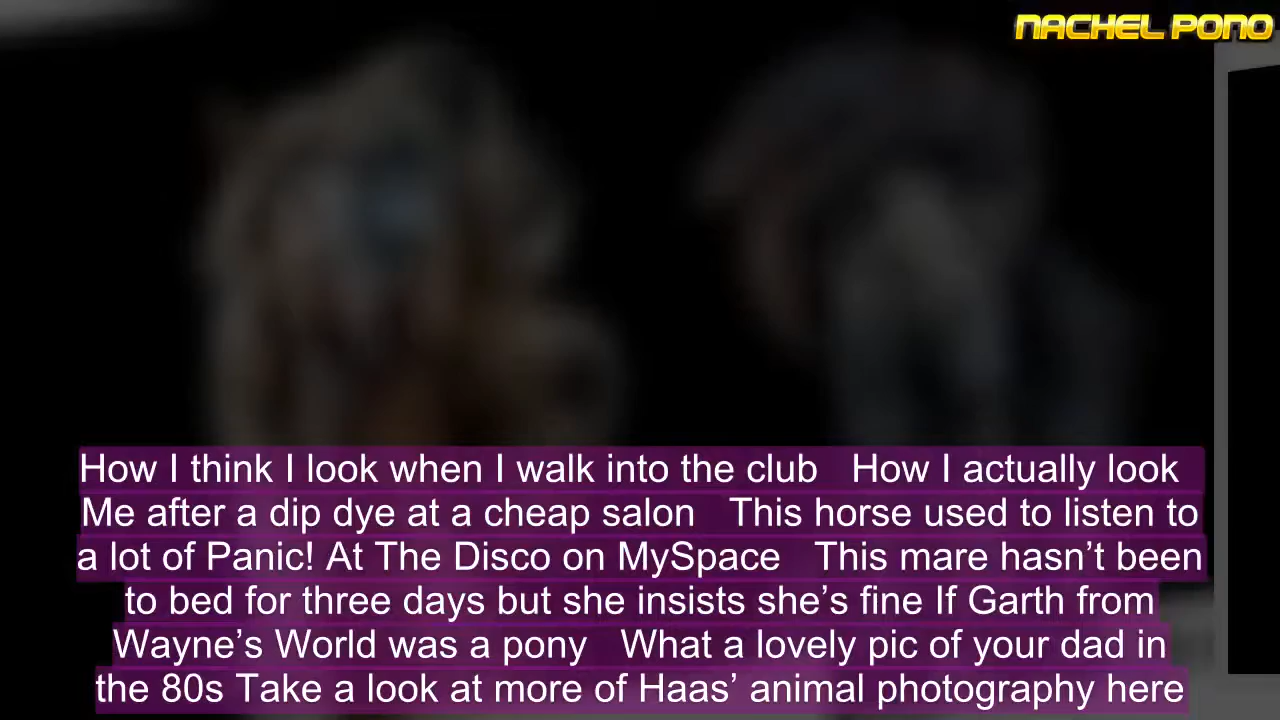 NACHEL PONO
How I think I look when I walk into the club   How I actually look
Me after a dip dye at a cheap salon   This horse used to listen to
a lot of Panic! At The Disco on MySpace   This mare hasn’t been
to bed for three days but she insists she’s fine If Garth from
Wayne’s World was a pony   What a lovely pic of your dad in
the 80s Take a look at more of Haas’ animal photography here